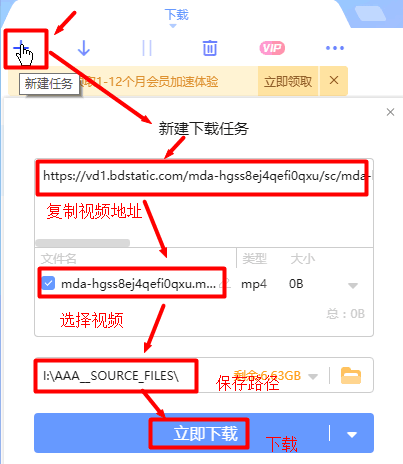 下载
VIP
新建任务
1-12个月会员加速体验
立即领取
新建下载任务
https://vd1.bdstatic.com/mda-hgss8ej4qefi0qxu/sc/mda-
复制视频地址
文件名 类型 大小
mda-hgss8ej4qefi0qxu.m... mp4 0B
选择视频
总：0B
I:\AAA__SOURCE_FILES\ 剩余6.63GB
保存路径
立即下载
下载